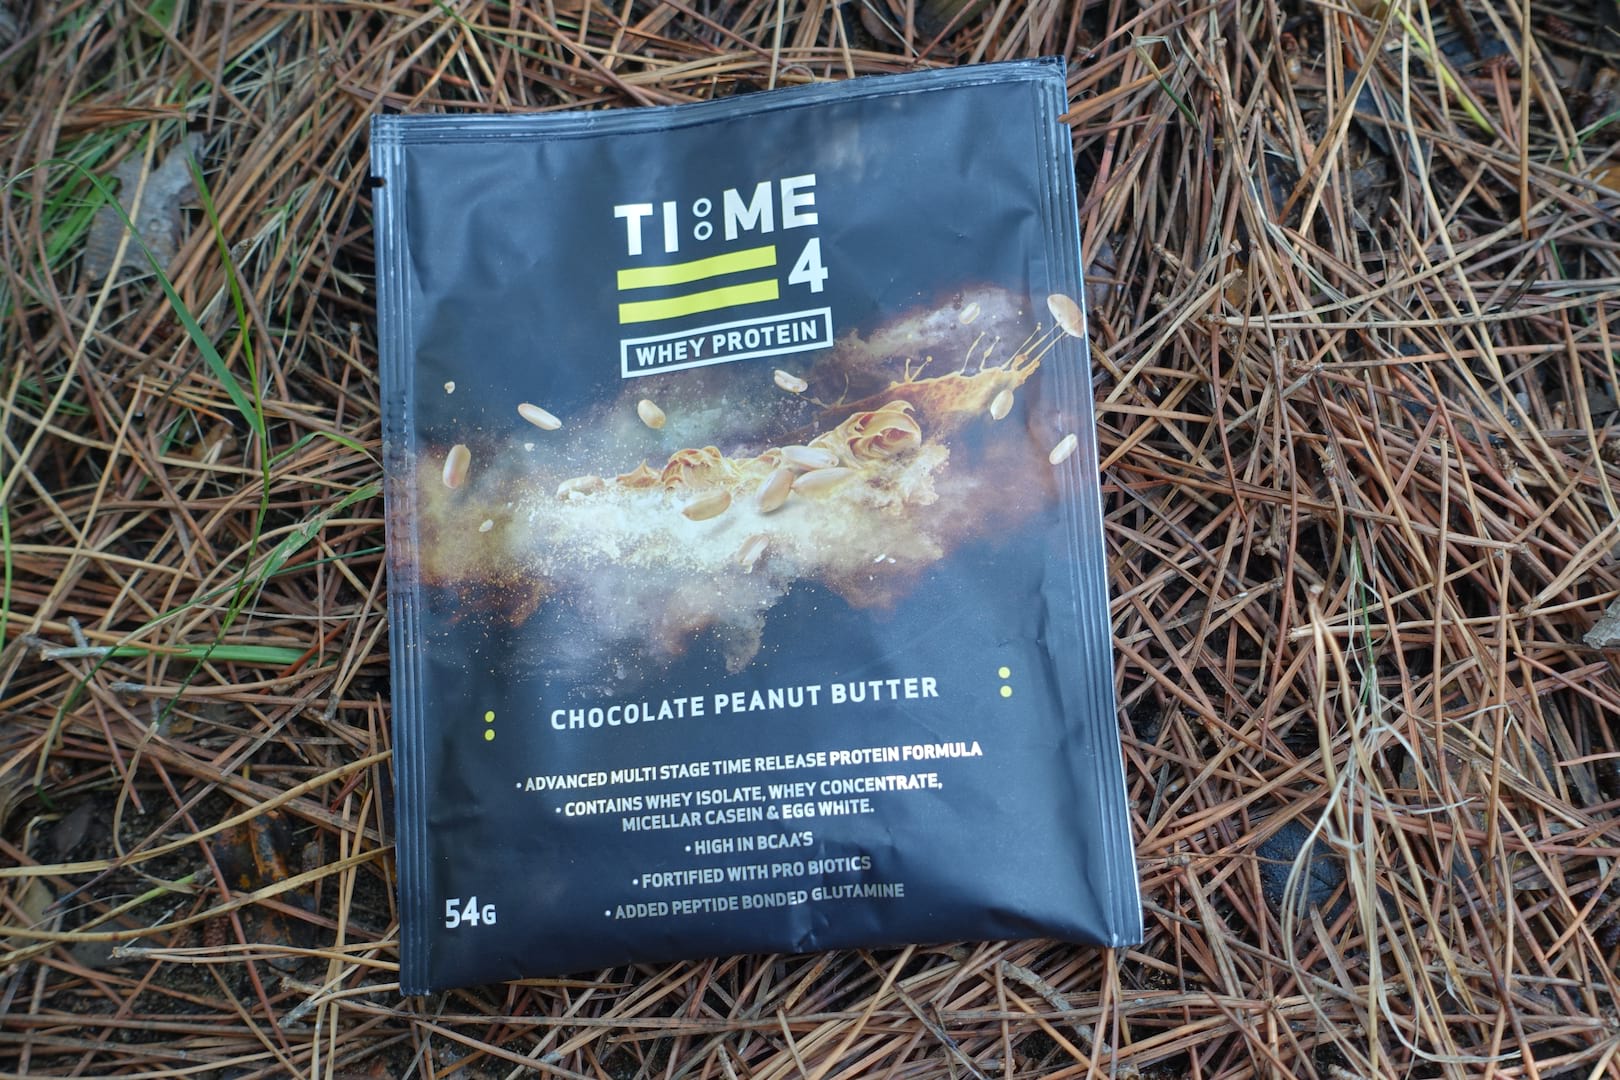 TI:ME
4
WHEY PROTEIN
CHOCOLATE PEANUT BUTTER
• ADVANCED MULTI STAGE TIME RELEASE PROTEIN FORMULA
• CONTAINS WHEY ISOLATE, WHEY CONCENTRATE,
MICELLAR CASEIN & EGG WHITE.
• HIGH IN BCAA'S
• FORTIFIED WITH PRO BIOTICS
• ADDED PEPTIDE BONDED GLUTAMINE
54G